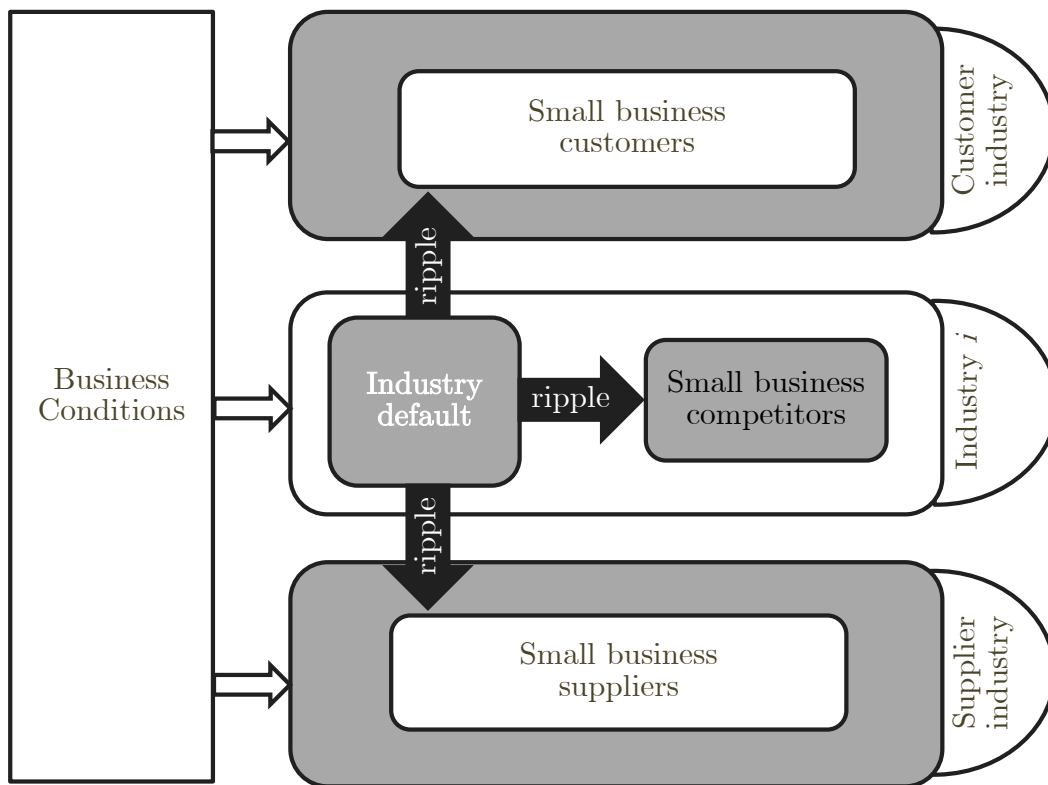 Small business
customers
Customer
industry
ripple
Business
Conditions
Industry
default
ripple
Small business
competitors
Industry i
ripple
Small business
suppliers
Supplier
industry